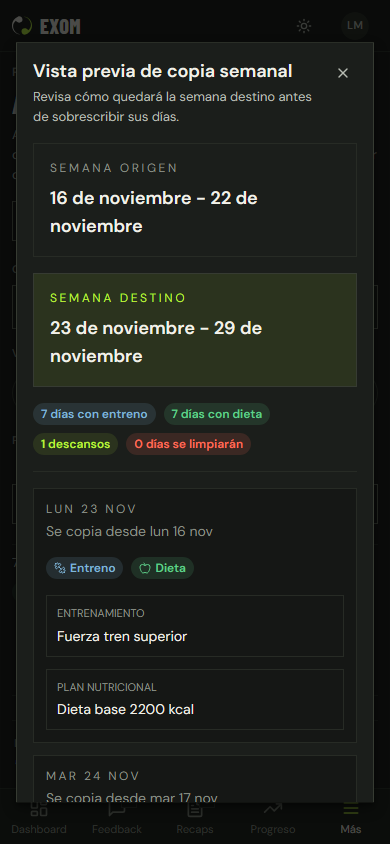 EXOM
LM
Vista previa de copia semanal
Revisa cómo quedará la semana destino antes
de sobrescribir sus días.
SEMANA ORIGEN
16 de noviembre - 22 de
noviembre
SEMANA DESTINO
23 de noviembre - 29 de
noviembre
7 días con entreno
7 días con dieta
1 descansos
0 días se limpiarán
LUN 23 NOV
Se copia desde lun 16 nov
Entreno
Dieta
ENTRENAMIENTO
Fuerza tren superior
PLAN NUTRICIONAL
Dieta base 2200 kcal
MAR 24 NOV
Se copia desde mar 17 nov
Dashboard
Feedback
Recaps
Progreso
Más